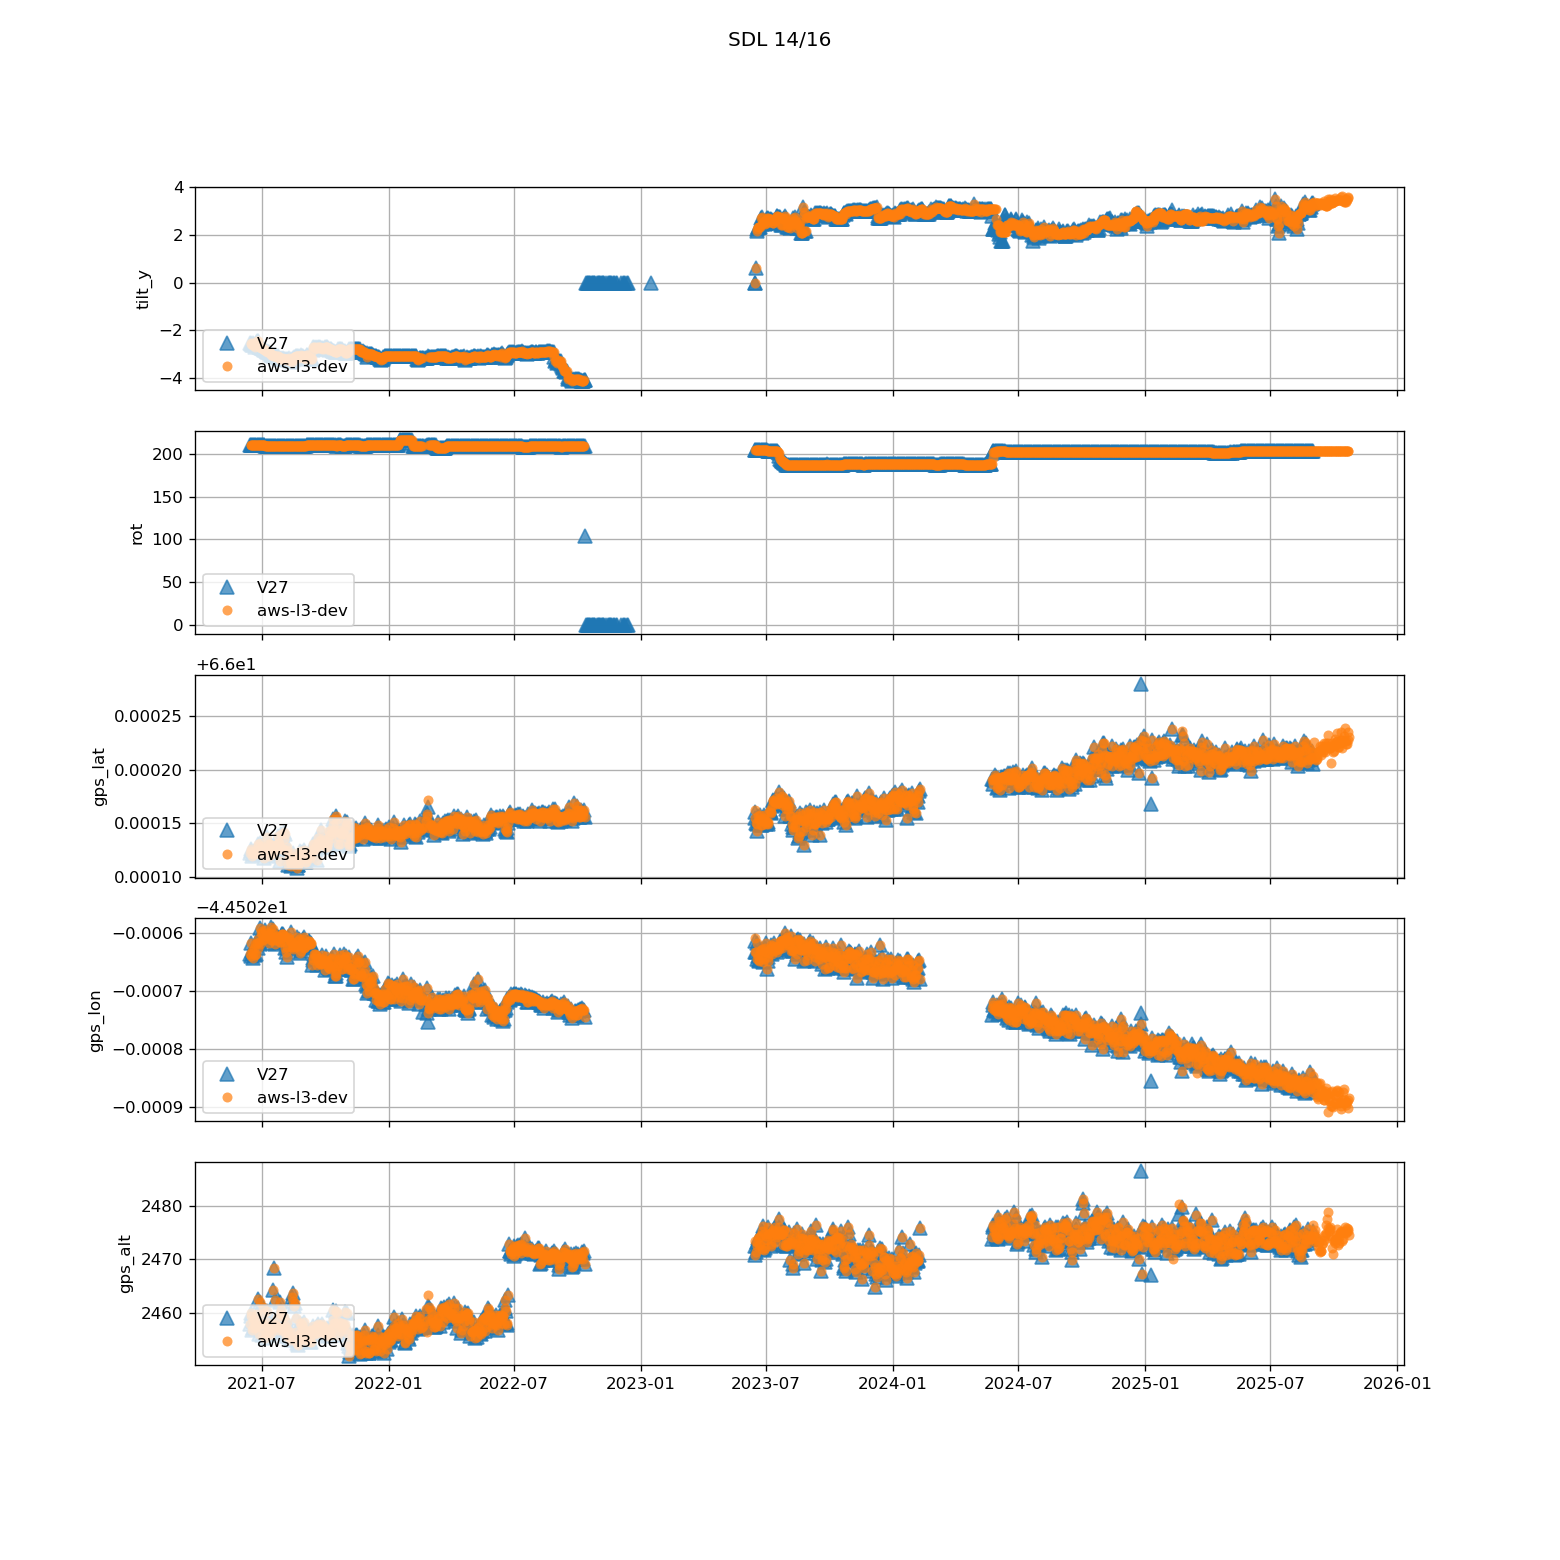 SDL 14/16
4
2
0
−2
−4
tilt_y
V27
aws-l3-dev
200
150
100
50
0
rot
V27
aws-l3-dev
+6.6e1
0.00025
0.00020
0.00015
0.00010
gps_lat
V27
aws-l3-dev
−4.4502e1
−0.0006
−0.0007
−0.0008
−0.0009
gps_lon
V27
aws-l3-dev
2480
2470
2460
gps_alt
V27
aws-l3-dev
2021-07 2022-01 2022-07 2023-01 2023-07 2024-01 2024-07 2025-01 2025-07 2026-01